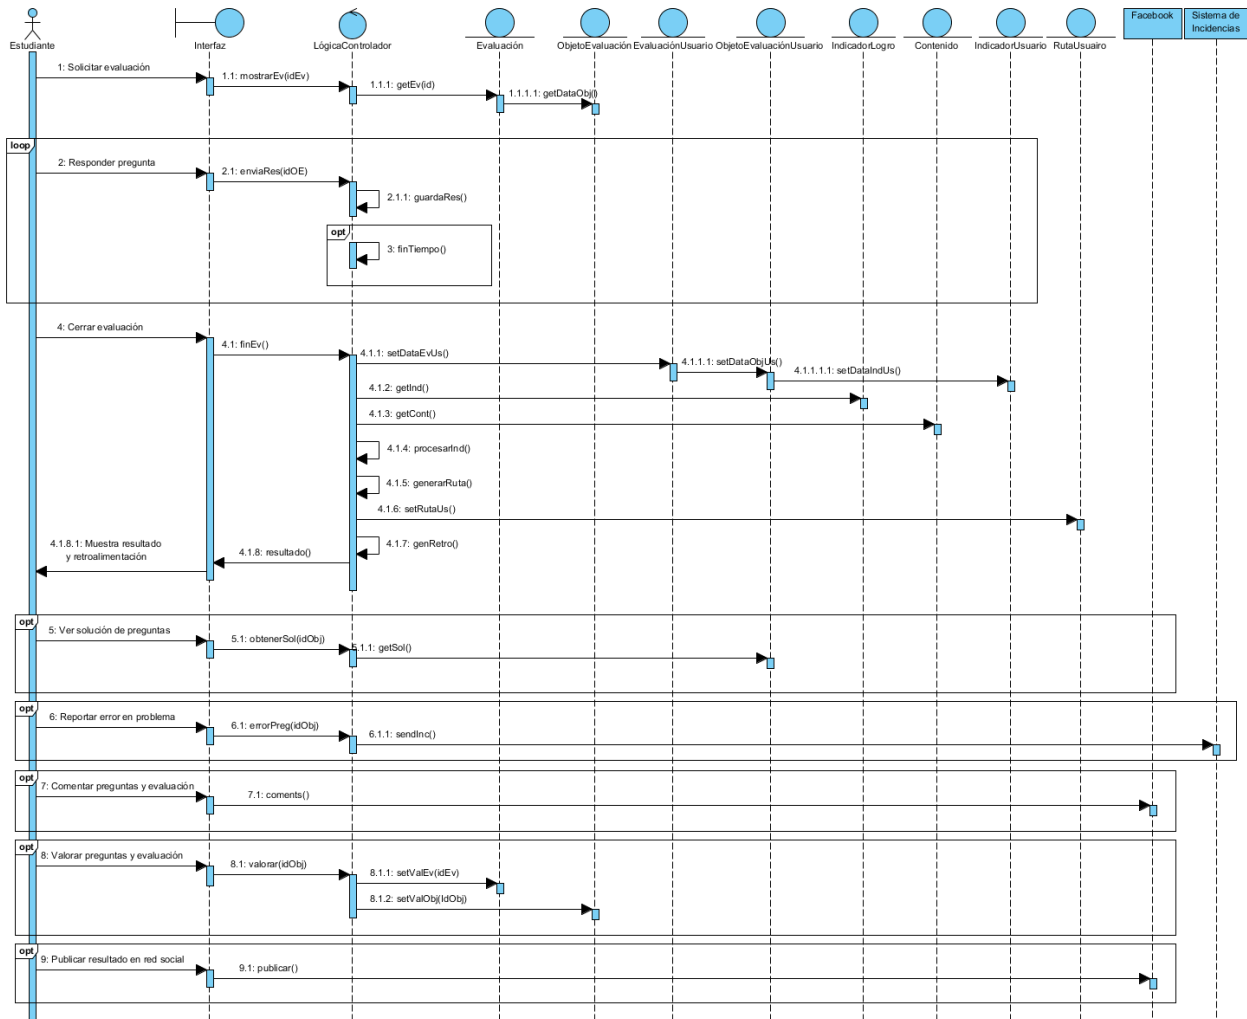 Facebook
Sistema de
Incidencias
Estudiante
Interfaz
LógicaControlador
Evaluación
ObjetoEvaluación
EvaluaciónUsuario
ObjetoEvaluaciónUsuario
IndicadorLogro
Contenido
IndicadorUsuario
RutaUsuairo
1: Solicitar evaluación
1.1: mostrarEv(idEv)
1.1.1: getEv(id)
1.1.1.1: getDataObj()
loop
2: Responder pregunta
2.1: enviaRes(idOE)
2.1.1: guardaRes()
opt
3: finTiempo()
4: Cerrar evaluación
4.1: finEv()
4.1.1: setDataEvUs()
4.1.1.1: setDataObjUs()
4.1.1.1.1: setDataIndUs()
4.1.2: getInd()
4.1.3: getCont()
4.1.4: procesarInd()
4.1.5: generarRuta()
4.1.6: setRutaUs()
4.1.7: genRetro()
4.1.8: resultado()
4.1.8.1: Muestra resultado
y retroalimentación
opt
5: Ver solución de preguntas
5.1: obtenerSol(idObj)
5.1.1: getSol()
opt
6: Reportar error en problema
6.1: errorPreg(idObj)
6.1.1: sendInc()
opt
7: Comentar preguntas y evaluación
7.1: coments()
opt
8: Valorar preguntas y evaluación
8.1: valorar(idObj)
8.1.1: setValEv(idEv)
8.1.2: setValObj(IdObj)
opt
9: Publicar resultado en red social
9.1: publicar()